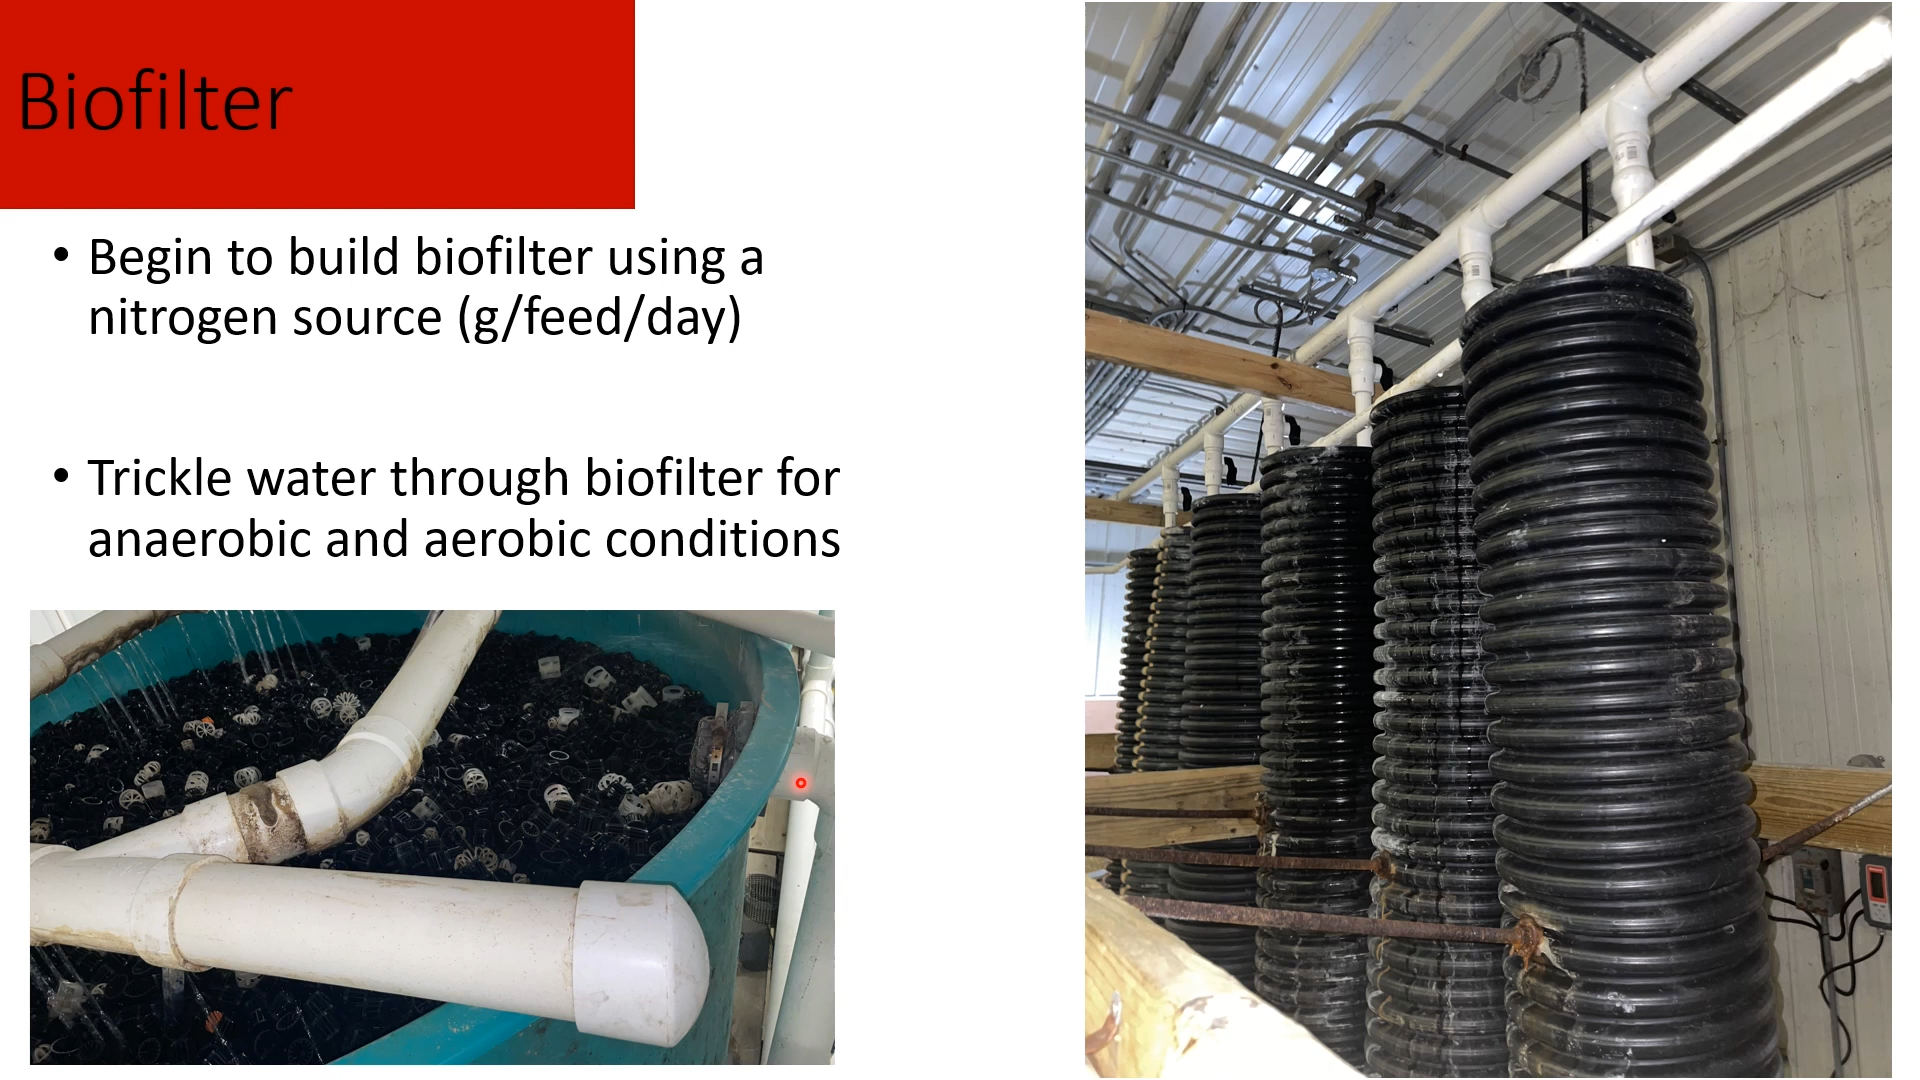 Biofilter
• Begin to build biofilter using a
nitrogen source (g/feed/day)
• Trickle water through biofilter for
anaerobic and aerobic conditions